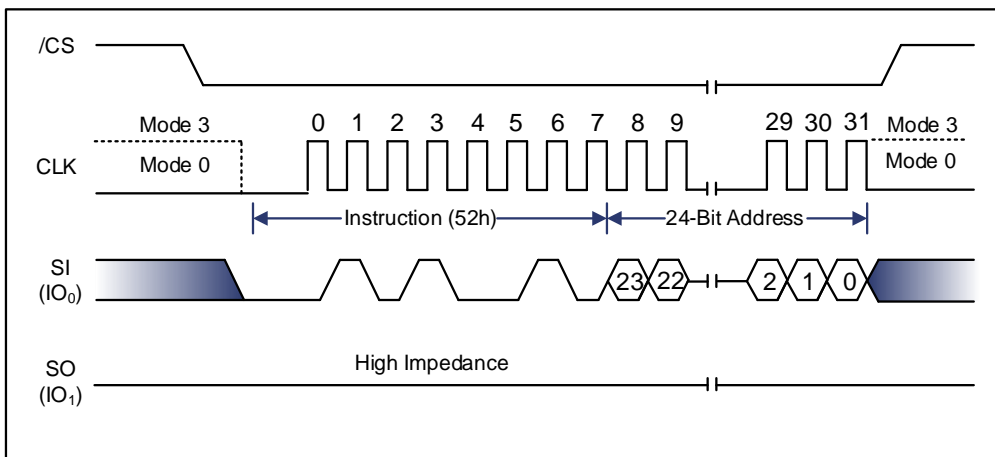 /CS
Mode 3
0 1 2 3 4 5 6 7 8 9 29 30 31
Mode 3
CLK
Mode 0
Mode 0
Instruction (52h)
24-Bit Address
SI
(IO₀)
23 22 2 1 0
High Impedance
SO
(IO₁)